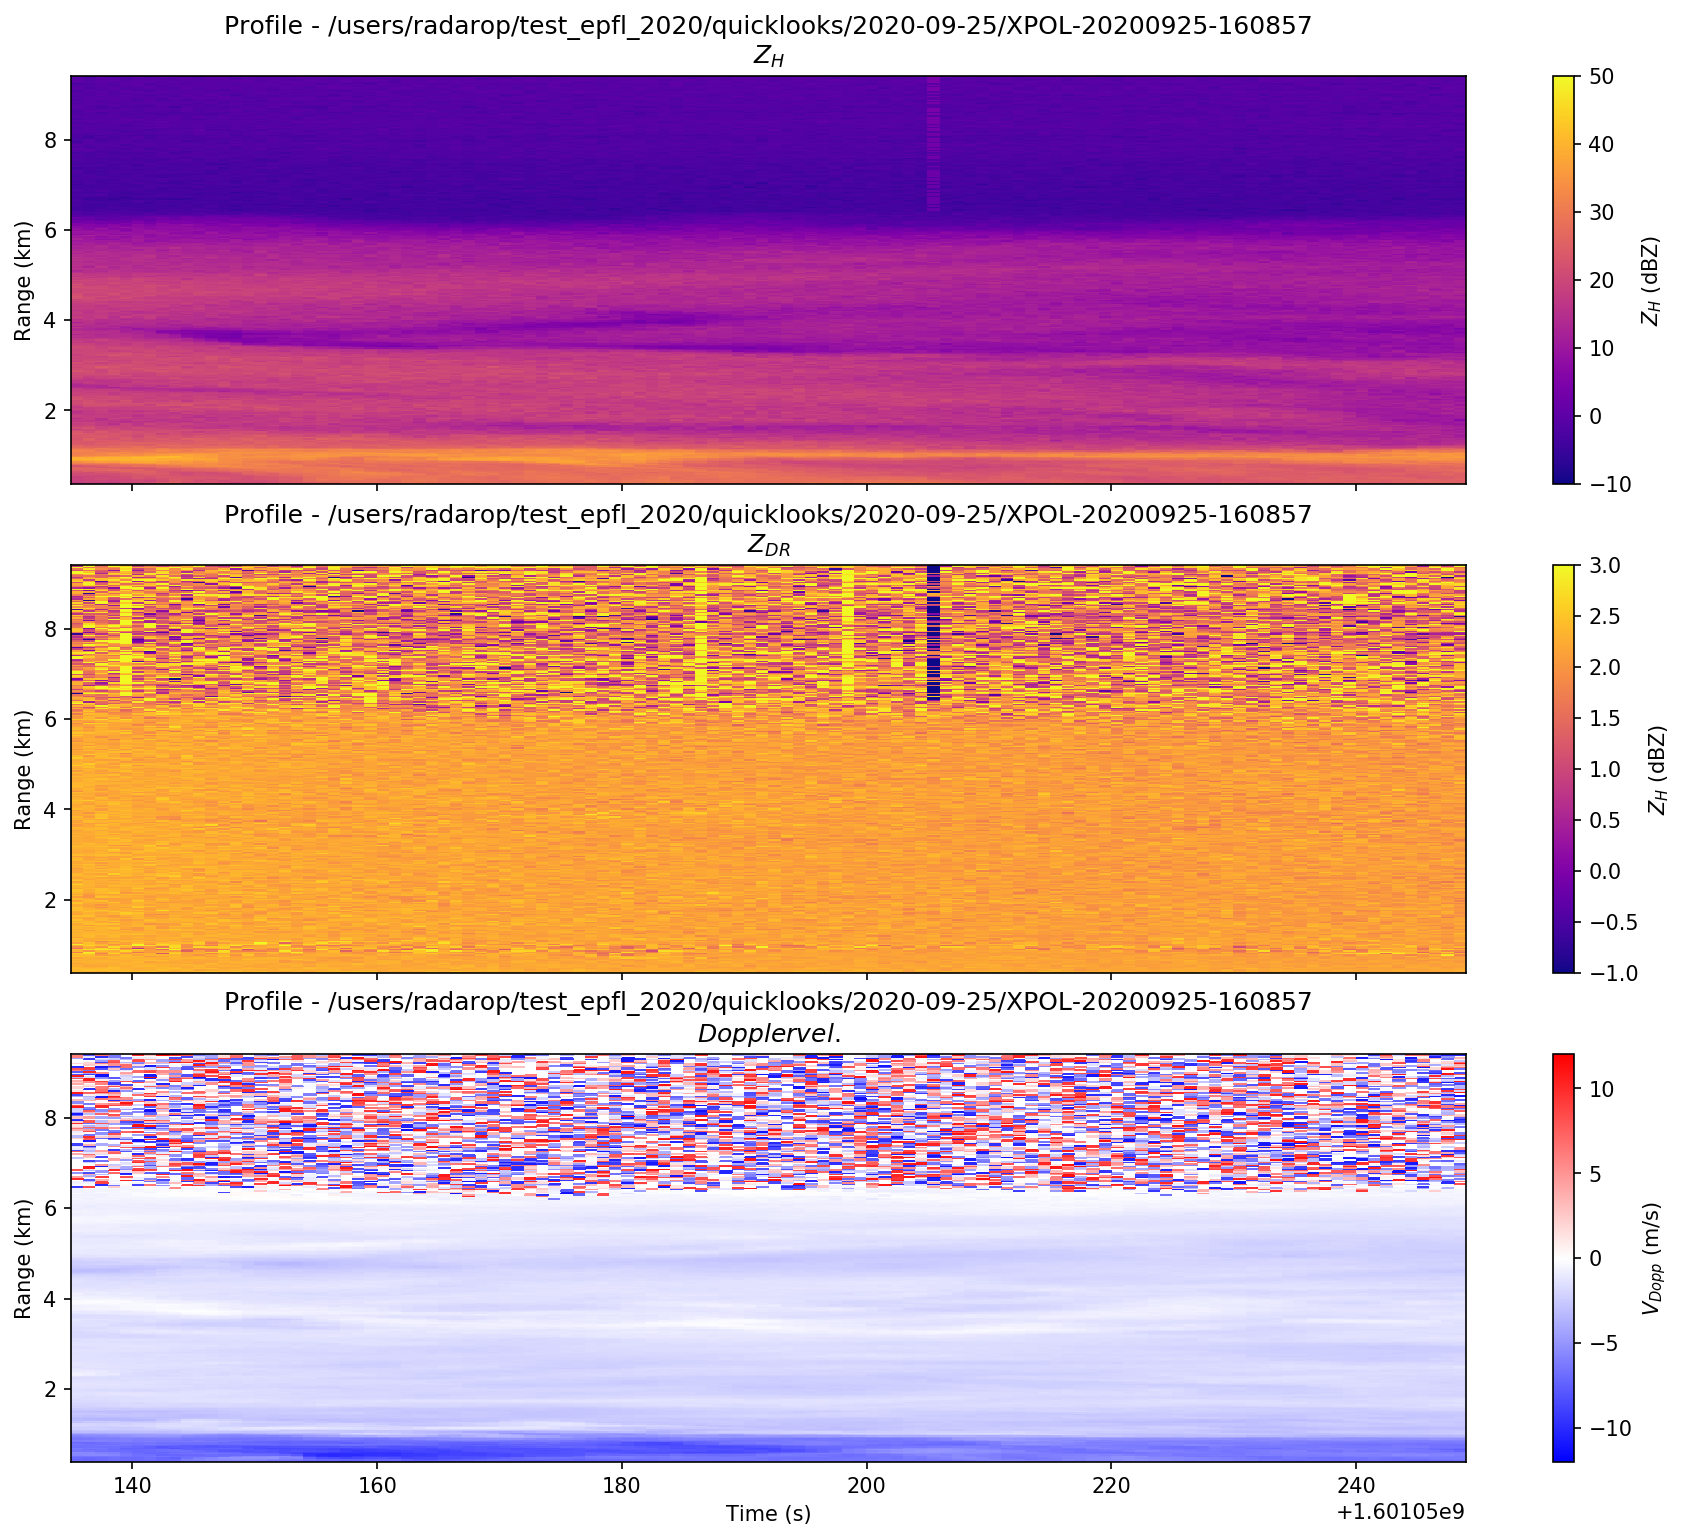 Profile - /users/radarop/test_epfl_2020/quicklooks/2020-09-25/XPOL-20200925-160857
Z_H
8
6
4
2
Range (km)
50
40
30
20
10
0
−10
Z_H (dBZ)
Profile - /users/radarop/test_epfl_2020/quicklooks/2020-09-25/XPOL-20200925-160857
Z_DR
8
6
4
2
Range (km)
3.0
2.5
2.0
1.5
1.0
0.5
0.0
−0.5
−1.0
Z_H (dBZ)
Profile - /users/radarop/test_epfl_2020/quicklooks/2020-09-25/XPOL-20200925-160857
Dopplervel.
8
6
4
2
Range (km)
140 160 180 200 220 240
Time (s)
+1.60105e9
10
5
0
−5
−10
V_Dopp (m/s)